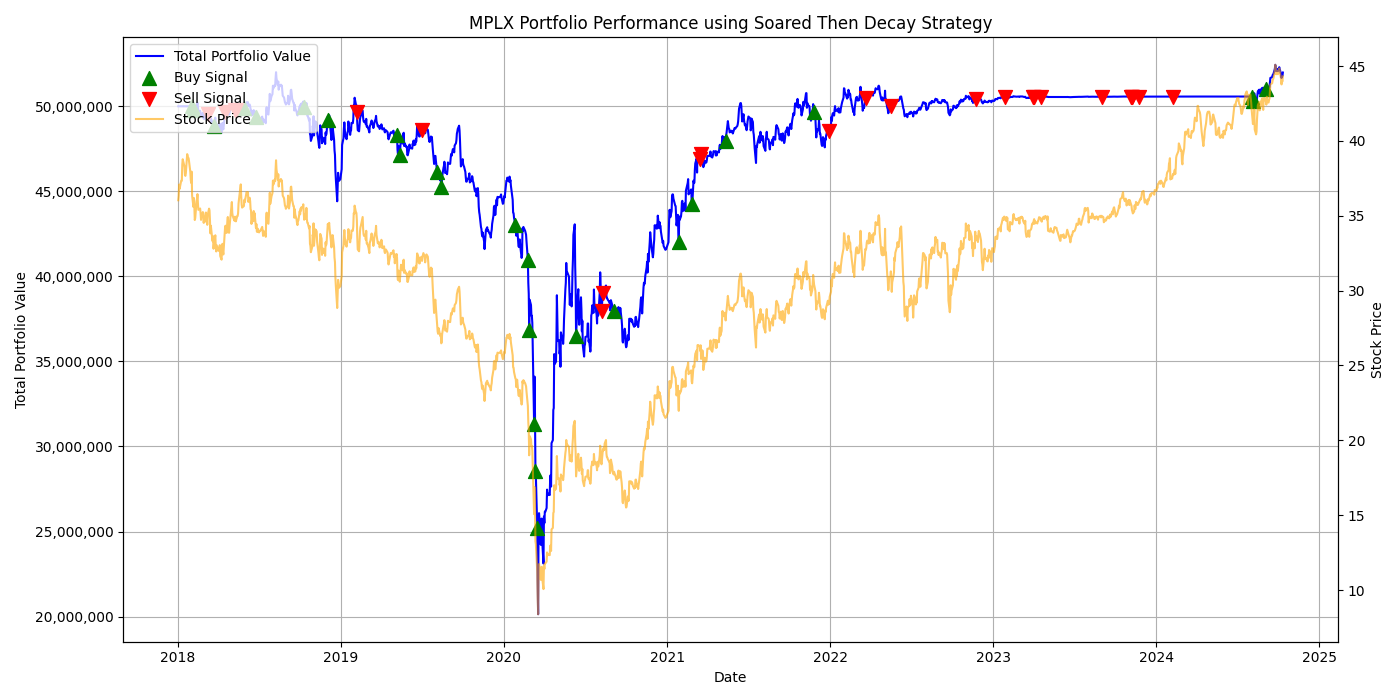 MPLX Portfolio Performance using Soared Then Decay Strategy
Total Portfolio Value
Buy Signal
Sell Signal
Stock Price
50,000,000
45,000,000
40,000,000
35,000,000
30,000,000
25,000,000
20,000,000
Total Portfolio Value
45
40
35
30
25
20
15
10
Stock Price
2018
2019
2020
2021
2022
2023
2024
2025
Date